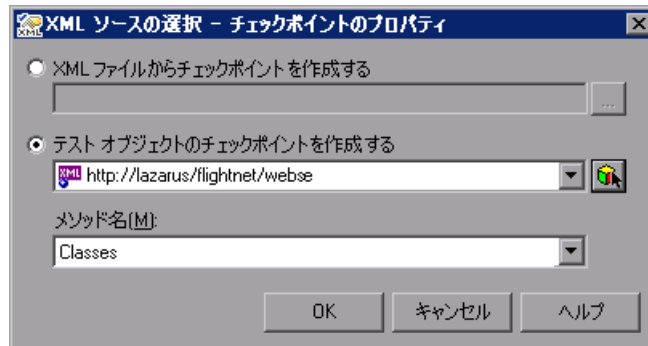 XML ソースの選択 - チェックポイントのプロパティ
XML ファイルからチェックポイントを作成する
...
テスト オブジェクトのチェックポイントを作成する
XML http://lazarus/flightnet/webse
メソッド名(M):
Classes
OK キャンセル ヘルプ